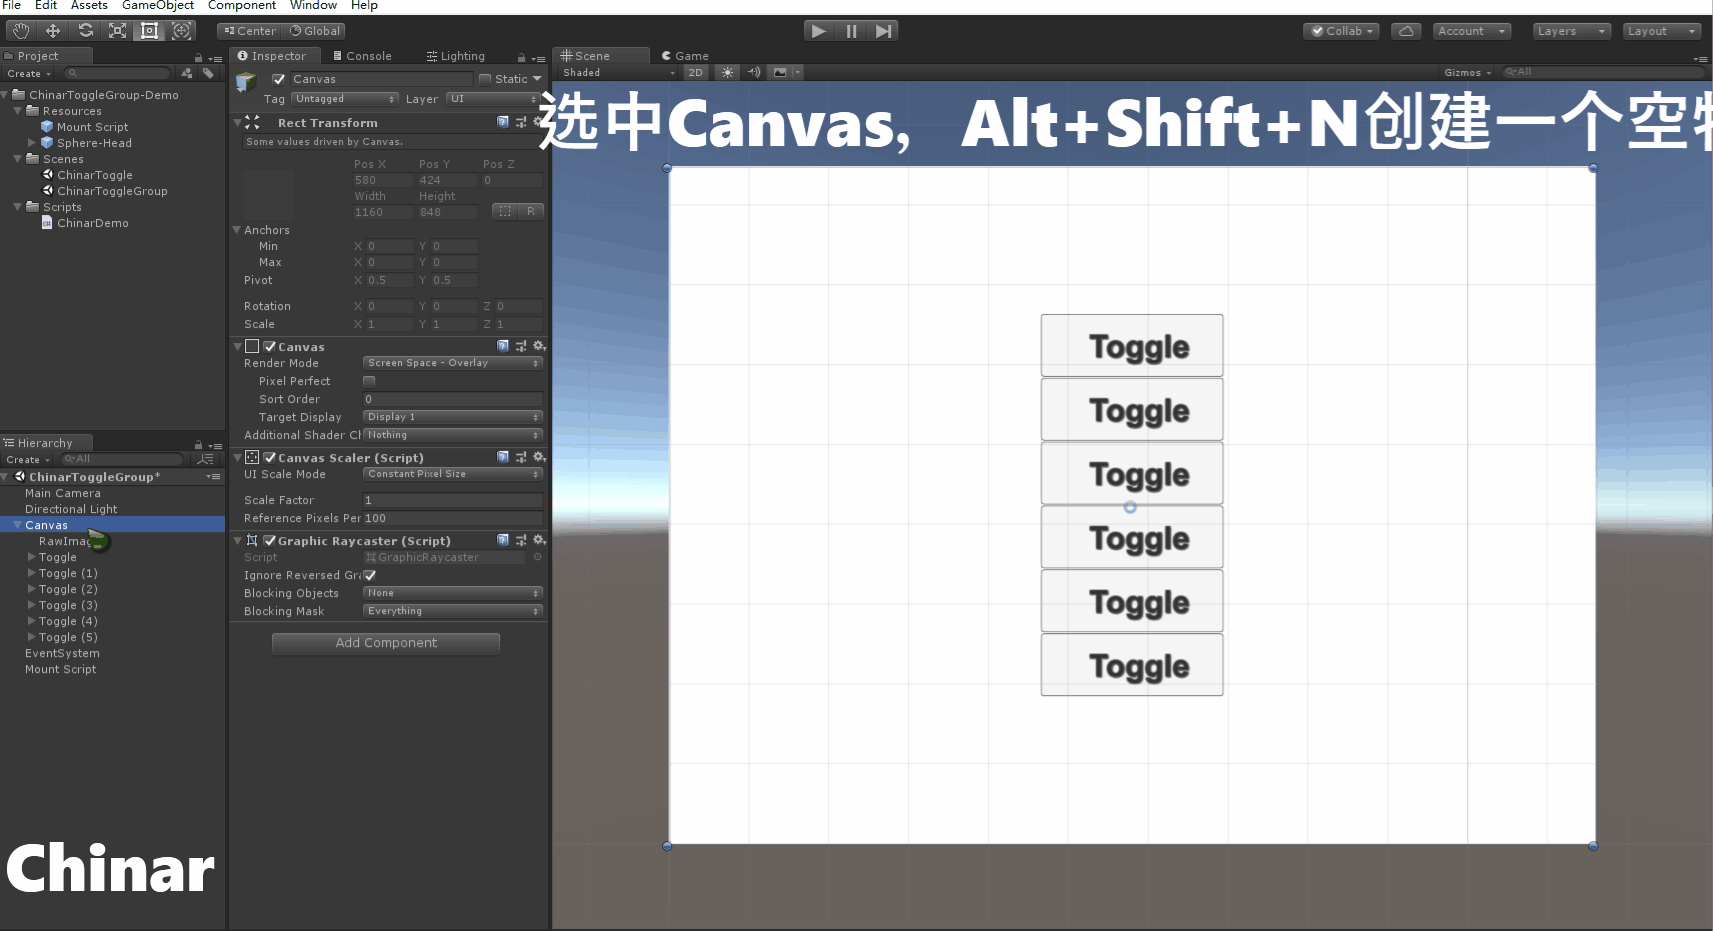 File Edit Assets GameObject Component Window Help
Center Global
Collab Account Layers Layout
Project
Create
ChinarToggleGroup-Demo
Resources
Mount Script
Sphere-Head
Scenes
ChinarToggle
ChinarToggleGroup
Scripts
ChinarDemo
Hierarchy
Create All
ChinarToggleGroup*
Main Camera
Directional Light
Canvas
RawImag
Toggle
Toggle (1)
Toggle (2)
Toggle (3)
Toggle (4)
Toggle (5)
EventSystem
Mount Script
Chinar
Inspector Console Lighting
Canvas Static
Tag Untagged Layer UI
Rect Transform
Some values driven by Canvas.
Pos X Pos Y Pos Z
580 424 0
Width Height
1160 848
R
Anchors
Min X 0 Y 0
Max X 0 Y 0
Pivot X 0.5 Y 0.5
Rotation X 0 Y 0 Z 0
Scale X 1 Y 1 Z 1
Canvas
Render Mode Screen Space - Overlay
Pixel Perfect
Sort Order 0
Target Display Display 1
Additional Shader Ch Nothing
Canvas Scaler (Script)
UI Scale Mode Constant Pixel Size
Scale Factor 1
Reference Pixels Per 100
Graphic Raycaster (Script)
Script GraphicRaycaster
Ignore Reversed Gra
Blocking Objects None
Blocking Mask Everything
Add Component
Scene Game
Shaded 2D Gizmos All
选中Canvas, Alt+Shift+N创建一个空
Toggle
Toggle
Toggle
Toggle
Toggle
Toggle